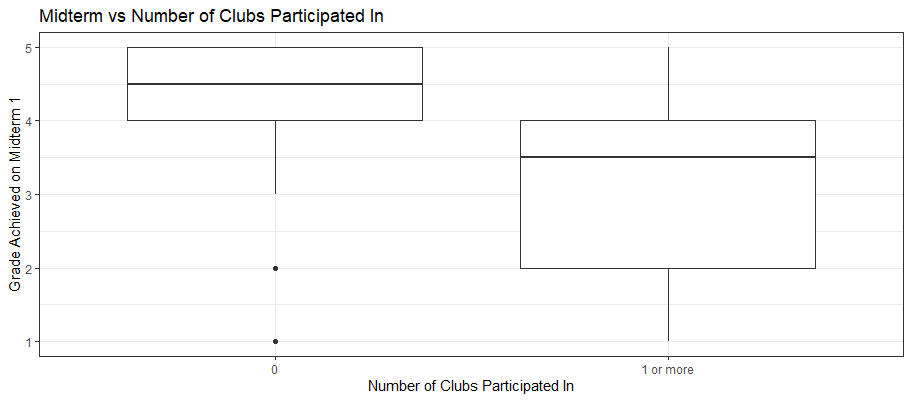 Midterm vs Number of Clubs Participated In
Grade Achieved on Midterm 1
5
4
3
2
1
0
1 or more
Number of Clubs Participated In